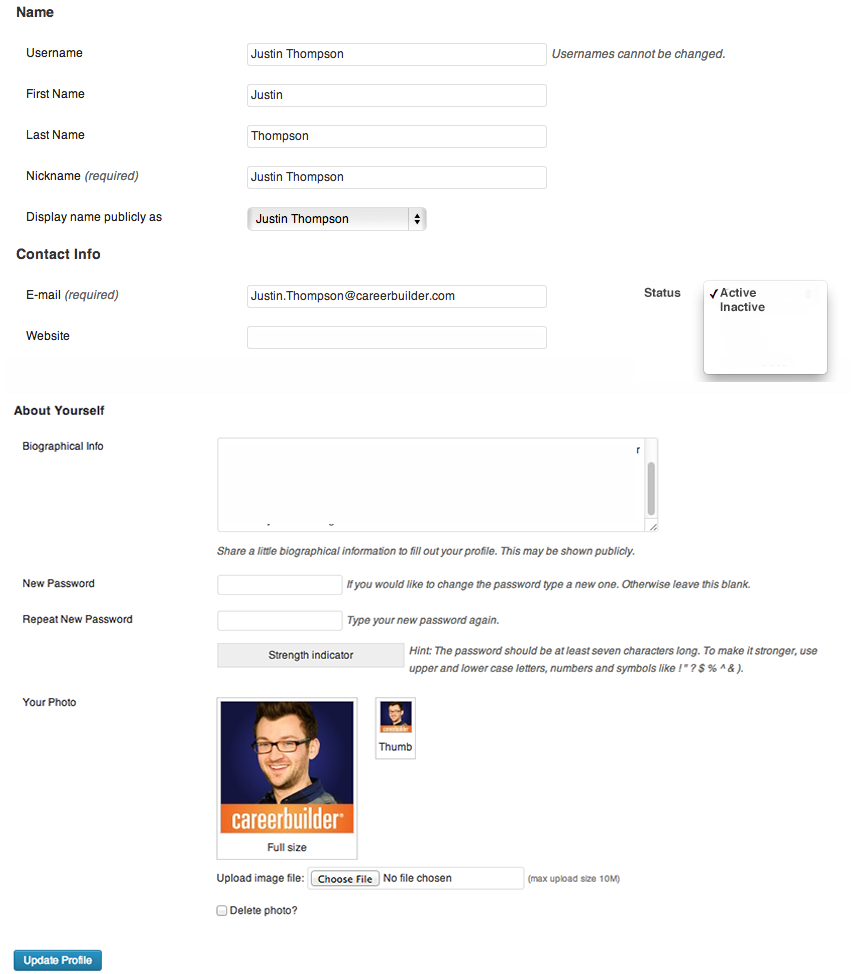 Name
Username Justin Thompson Usernames cannot be changed.
First Name Justin
Last Name Thompson
Nickname (required) Justin Thompson
Display name publicly as Justin Thompson
Contact Info
E-mail (required) Justin.Thompson@careerbuilder.com Status ✓Active
Inactive
Website
About Yourself
Biographical Info r
Share a little biographical information to fill out your profile. This may be shown publicly.
New Password If you would like to change the password type a new one. Otherwise leave this blank.
Repeat New Password Type your new password again.
Strength indicator Hint: The password should be at least seven characters long. To make it stronger, use
upper and lower case letters, numbers and symbols like ! " ? $ % ^ & ).
Your Photo
careerbuilder
careerbuilder®
Thumb
Full size
Upload image file: Choose File No file chosen (max upload size 10M)
Delete photo?
Update Profile